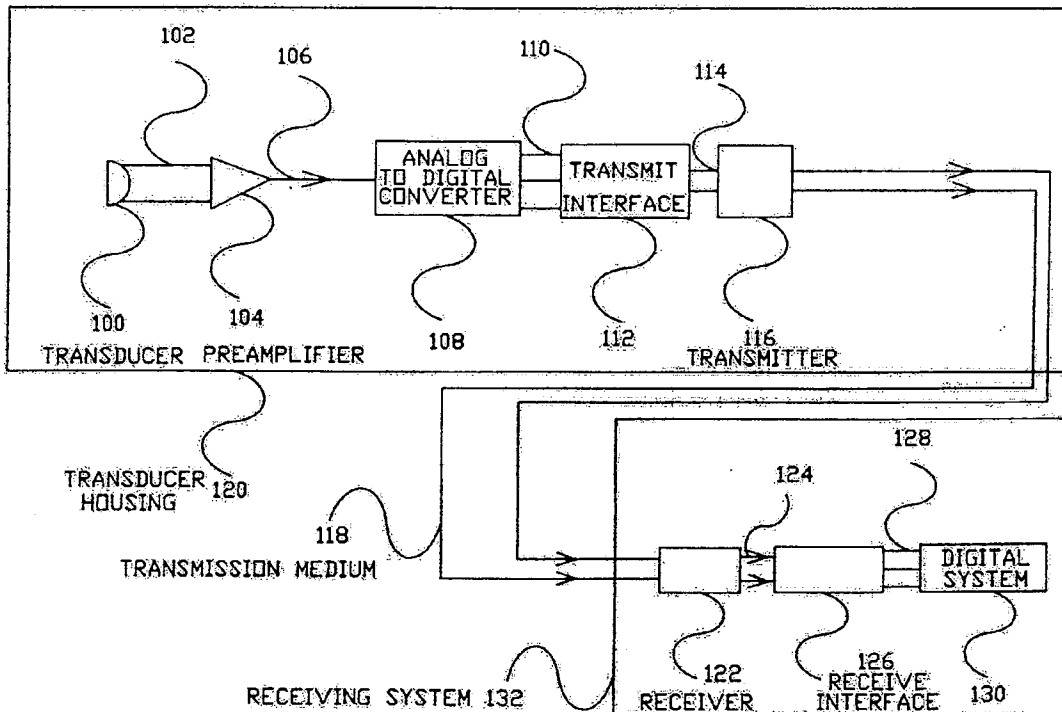 102
106
110
114
ANALOG
TO DIGITAL
CONVERTER
TRANSMIT
INTERFACE
100
104
108
112
116
TRANSDUCER PREAMPLIFIER
TRANSMITTER
TRANSDUCER
HOUSING
120
118
TRANSMISSION MEDIUM
124
128
DIGITAL
SYSTEM
RECEIVING SYSTEM 132
122
RECEIVER
126
RECEIVE
INTERFACE
130